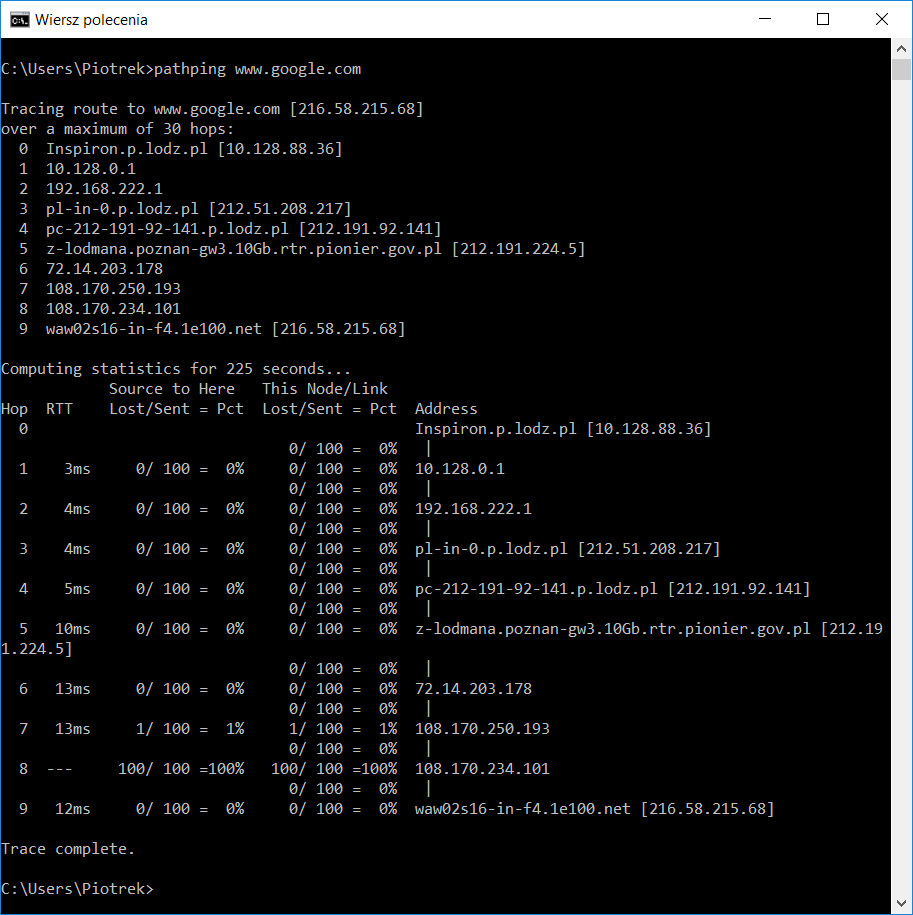 Wiersz polecenia
C:\Users\Piotrek>pathping www.google.com
Tracing route to www.google.com [216.58.215.68]
over a maximum of 30 hops:
  0  Inspiron.p.lodz.pl [10.128.88.36]
  1  10.128.0.1
  2  192.168.222.1
  3  pl-in-0.p.lodz.pl [212.51.208.217]
  4  pc-212-191-92-141.p.lodz.pl [212.191.92.141]
  5  z-lodmana.poznan-gw3.10Gb.rtr.pionier.gov.pl [212.191.224.5]
  6  72.14.203.178
  7  108.170.250.193
  8  108.170.234.101
  9  waw02s16-in-f4.1e100.net [216.58.215.68]
Computing statistics for 225 seconds...
            Source to Here   This Node/Link
Hop  RTT    Lost/Sent = Pct  Lost/Sent = Pct  Address
  0                                           Inspiron.p.lodz.pl [10.128.88.36]
                                0/ 100 =  0%   |
  1    3ms     0/ 100 =  0%     0/ 100 =  0%  10.128.0.1
                                0/ 100 =  0%   |
  2    4ms     0/ 100 =  0%     0/ 100 =  0%  192.168.222.1
                                0/ 100 =  0%   |
  3    4ms     0/ 100 =  0%     0/ 100 =  0%  pl-in-0.p.lodz.pl [212.51.208.217]
                                0/ 100 =  0%   |
  4    5ms     0/ 100 =  0%     0/ 100 =  0%  pc-212-191-92-141.p.lodz.pl [212.191.92.141]
                                0/ 100 =  0%   |
  5   10ms     0/ 100 =  0%     0/ 100 =  0%  z-lodmana.poznan-gw3.10Gb.rtr.pionier.gov.pl [212.19
1.224.5]
                                0/ 100 =  0%   |
  6   13ms     0/ 100 =  0%     0/ 100 =  0%  72.14.203.178
                                0/ 100 =  0%   |
  7   13ms     1/ 100 =  1%     1/ 100 =  1%  108.170.250.193
                                0/ 100 =  0%   |
  8  ---     100/ 100 =100%   100/ 100 =100%  108.170.234.101
                                0/ 100 =  0%   |
  9   12ms     0/ 100 =  0%     0/ 100 =  0%  waw02s16-in-f4.1e100.net [216.58.215.68]
Trace complete.
C:\Users\Piotrek>